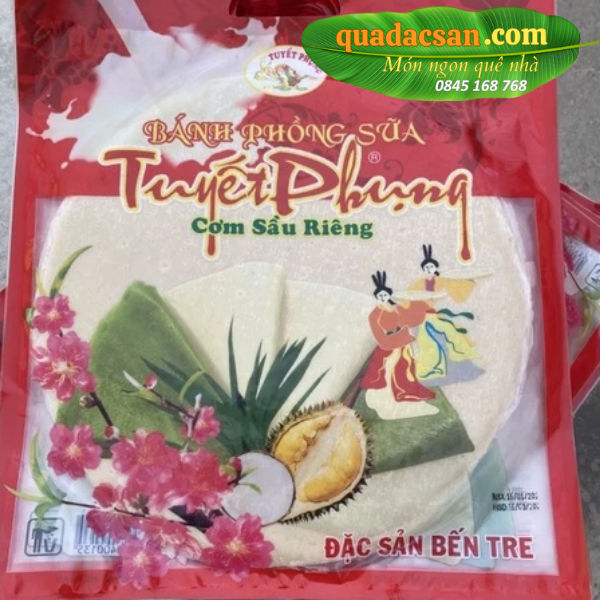 quadacsan.com
Món ngon quê nhà
0845 168 768
TUYẾT PHỤNG
BÁNH PHỒNG SỮA
Tuyết Phụng®
Cơm Sầu Riêng
ĐẶC SẢN BẾN TRE